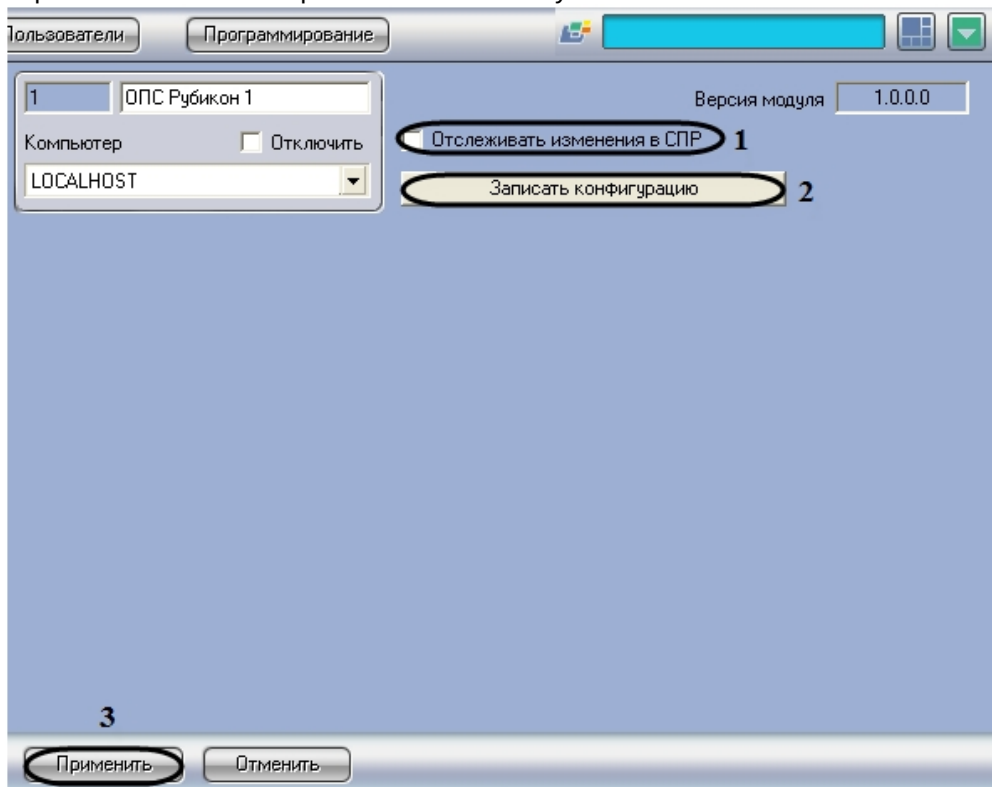 Пользователи Программирование
1 ОПС Рубикон 1
Версия модуля 1.0.0.0
Компьютер Отключить
Отслеживать изменения в СПР 1
LOCALHOST
Записать конфигурацию 2
3
Применить Отменить